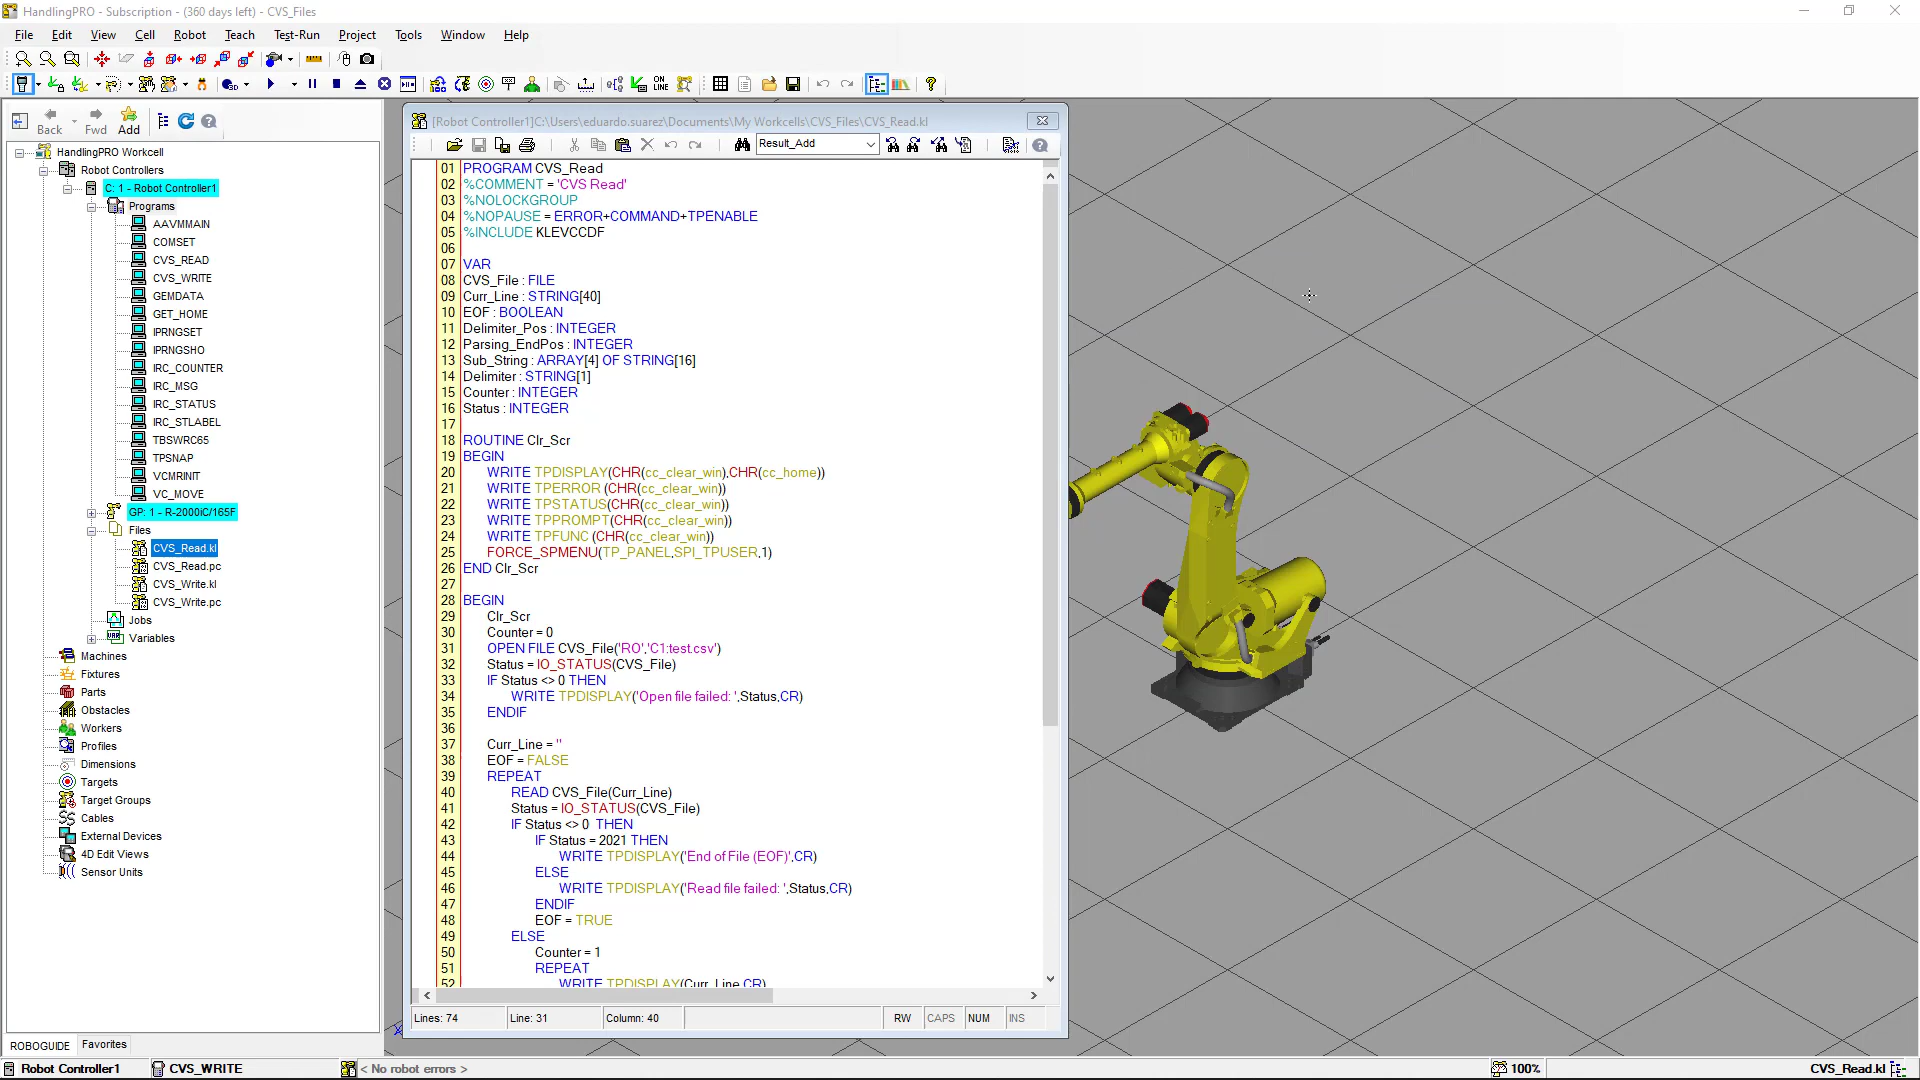 HandlingPRO - Subscription - (360 days left) - CVS_Files
File Edit View Cell Robot Teach Test-Run Project Tools Window Help
ON LINE
Back Fwd Add
HandlingPRO Workcell
Robot Controllers
C: 1 - Robot Controller1
Programs
AAVMMAIN
COMSET
CVS_READ
CVS_WRITE
GEMDATA
GET_HOME
IPRNGSET
IPRNGSHO
IRC_COUNTER
IRC_MSG
IRC_STATUS
IRC_STLABEL
TBSWRC65
TPSNAP
VCMRINIT
VC_MOVE
GP: 1 - R-2000iC/165F
Files
CVS_Read.kl
CVS_Read.pc
CVS_Write.kl
CVS_Write.pc
Jobs
Variables
Machines
Fixtures
Parts
Obstacles
Workers
Profiles
Dimensions
Targets
Target Groups
Cables
External Devices
4D Edit Views
Sensor Units
ROBOGUIDE Favorites
[Robot Controller1]C:\Users\eduardo.suarez\Documents\My Workcells\CVS_Files\CVS_Read.kl
Result_Add
01 PROGRAM CVS_Read
02 %COMMENT = 'CVS Read'
03 %NOLOCKGROUP
04 %NOPAUSE = ERROR+COMMAND+TPENABLE
05 %INCLUDE KLEVCCDF
06
07 VAR
08 CVS_File : FILE
09 Curr_Line : STRING[40]
10 EOF : BOOLEAN
11 Delimiter_Pos : INTEGER
12 Parsing_EndPos : INTEGER
13 Sub_String : ARRAY[4] OF STRING[16]
14 Delimiter : STRING[1]
15 Counter : INTEGER
16 Status : INTEGER
17
18 ROUTINE Clr_Scr
19 BEGIN
20 WRITE TPDISPLAY(CHR(cc_clear_win),CHR(cc_home))
21 WRITE TPERROR (CHR(cc_clear_win))
22 WRITE TPSTATUS(CHR(cc_clear_win))
23 WRITE TPPROMPT(CHR(cc_clear_win))
24 WRITE TPFUNC (CHR(cc_clear_win))
25 FORCE_SPMENU(TP_PANEL,SPI_TPUSER,1)
26 END Clr_Scr
27
28 BEGIN
29 Clr_Scr
30 Counter = 0
31 OPEN FILE CVS_File('RO','C1:test.csv')
32 Status = IO_STATUS(CVS_File)
33 IF Status <> 0 THEN
34 WRITE TPDISPLAY('Open file failed: ',Status,CR)
35 ENDIF
36
37 Curr_Line = ''
38 EOF = FALSE
39 REPEAT
40 READ CVS_File(Curr_Line)
41 Status = IO_STATUS(CVS_File)
42 IF Status <> 0 THEN
43 IF Status = 2021 THEN
44 WRITE TPDISPLAY('End of File (EOF)',CR)
45 ELSE
46 WRITE TPDISPLAY('Read file failed: ',Status,CR)
47 ENDIF
48 EOF = TRUE
49 ELSE
50 Counter = 1
51 REPEAT
52 WRITE TPDISPLAY(Curr_Line,CR)
Lines: 74 Line: 31 Column: 40 RW CAPS NUM INS
Robot Controller1 CVS_WRITE < No robot errors > 100% CVS_Read.kl